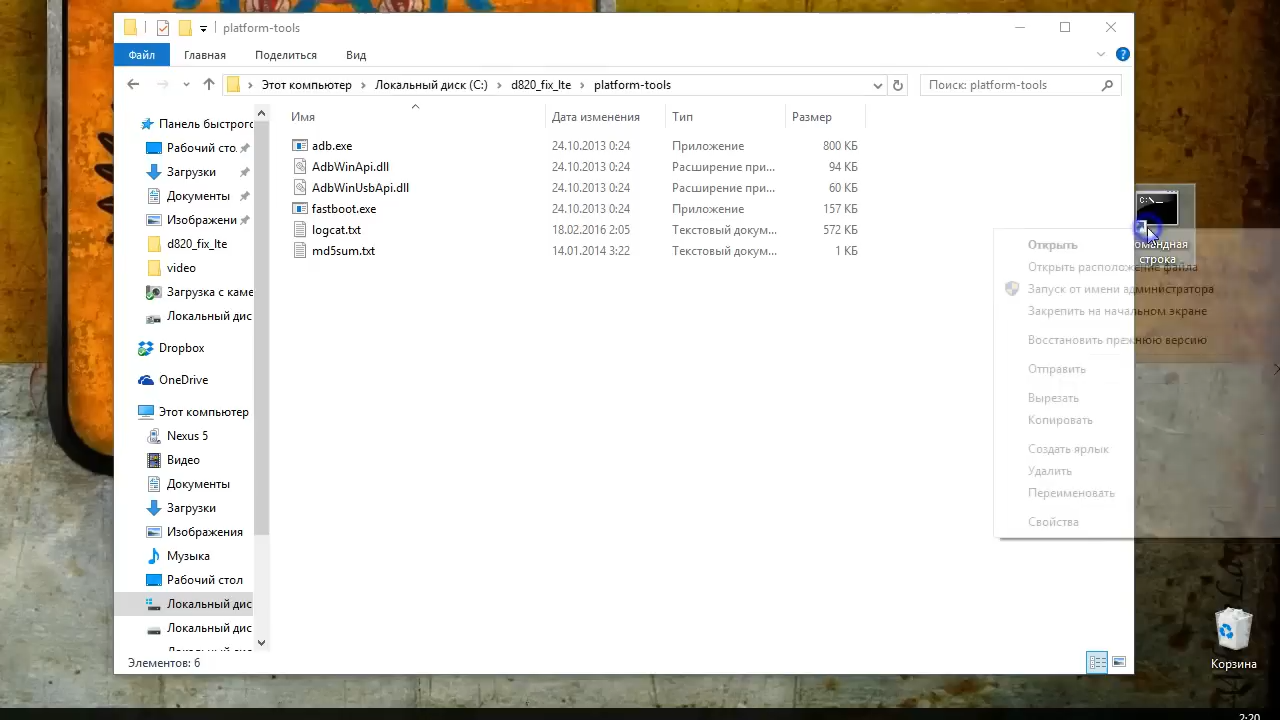 platform-tools
Файл Главная Поделиться Вид
Этот компьютер Локальный диск (C:) d820_fix_lte platform-tools Поиск: platform-tools
Имя Дата изменения Тип Размер
adb.exe 24.10.2013 0:24 Приложение 800 КБ
AdbWinApi.dll 24.10.2013 0:24 Расширение при... 94 КБ
AdbWinUsbApi.dll 24.10.2013 0:24 Расширение при... 60 КБ
fastboot.exe 24.10.2013 0:24 Приложение 157 КБ
logcat.txt 18.02.2016 2:05 Текстовый докум... 572 КБ
md5sum.txt 14.01.2014 3:22 Текстовый докум... 1 КБ
Панель быстрог
Рабочий сто.
Загрузки
Документы
Изображени
d820_fix_lte
video
Загрузка с каме
Локальный дис
Dropbox
OneDrive
Этот компьютер
Nexus 5
Видео
Документы
Загрузки
Изображения
Музыка
Рабочий стол
Локальный дис
Локальный дис
Элементов: 6
C:\_
омандная
строка
Открыть
Открыть расположение файла
Запуск от имени администратора
Закрепить на начальном экране
Восстановить прежнюю версию
Отправить
Вырезать
Копировать
Создать ярлык
Удалить
Переименовать
Свойства
Корзина
2:20